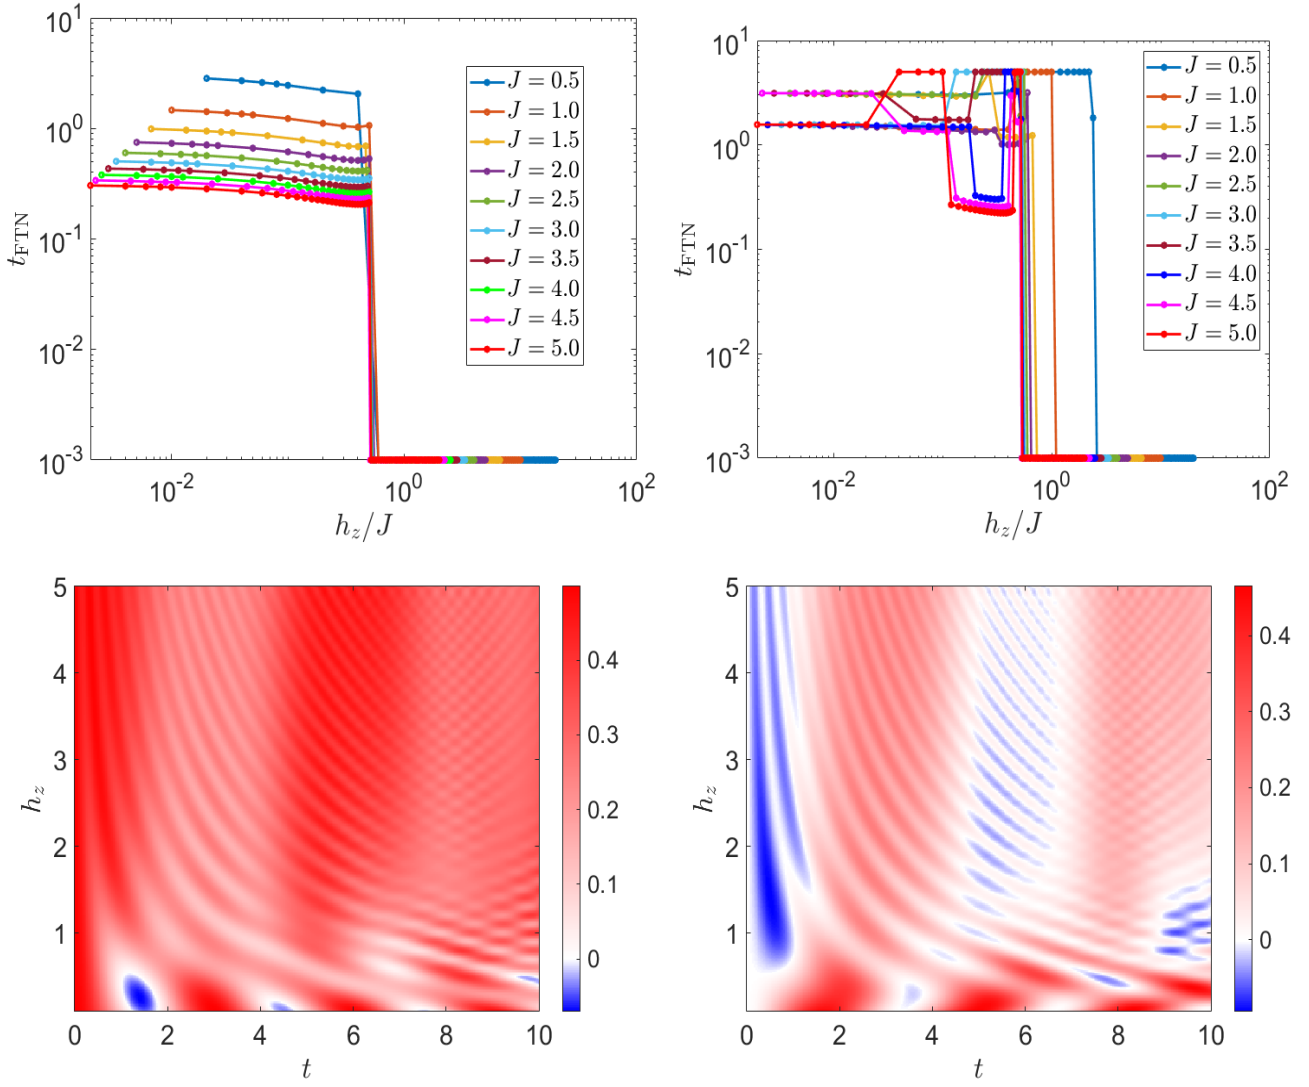 10^1
10^0
10^{-1}
10^{-2}
10^{-3}
t_{FTN}
10^{-2}
10^0
10^2
h_z/J
J = 0.5
J = 1.0
J = 1.5
J = 2.0
J = 2.5
J = 3.0
J = 3.5
J = 4.0
J = 4.5
J = 5.0
10^1
10^0
10^{-1}
10^{-2}
10^{-3}
t_{FTN}
10^{-2}
10^0
10^2
h_z/J
J = 0.5
J = 1.0
J = 1.5
J = 2.0
J = 2.5
J = 3.0
J = 3.5
J = 4.0
J = 4.5
J = 5.0
5
4
3
2
1
h_z
0
2
4
6
8
10
t
0.4
0.3
0.2
0.1
0
5
4
3
2
1
h_z
0
2
4
6
8
10
t
0.4
0.3
0.2
0.1
0